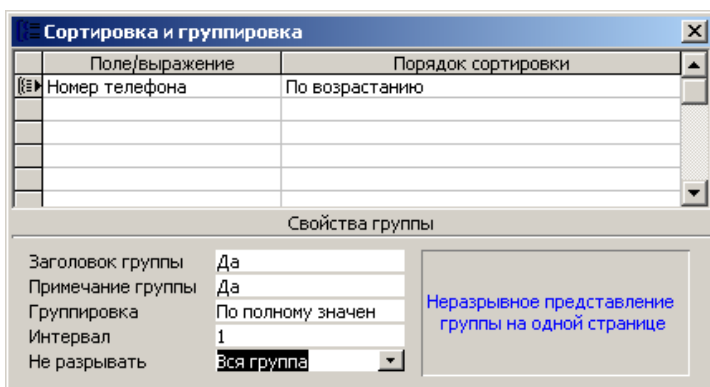 Сортировка и группировка
Поле/выражение Порядок сортировки
Номер телефона По возрастанию
Свойства группы
Заголовок группы Да
Примечание группы Да
Группировка По полному значен
Интервал 1
Не разрывать Вся группа
Неразрывное представление
группы на одной странице